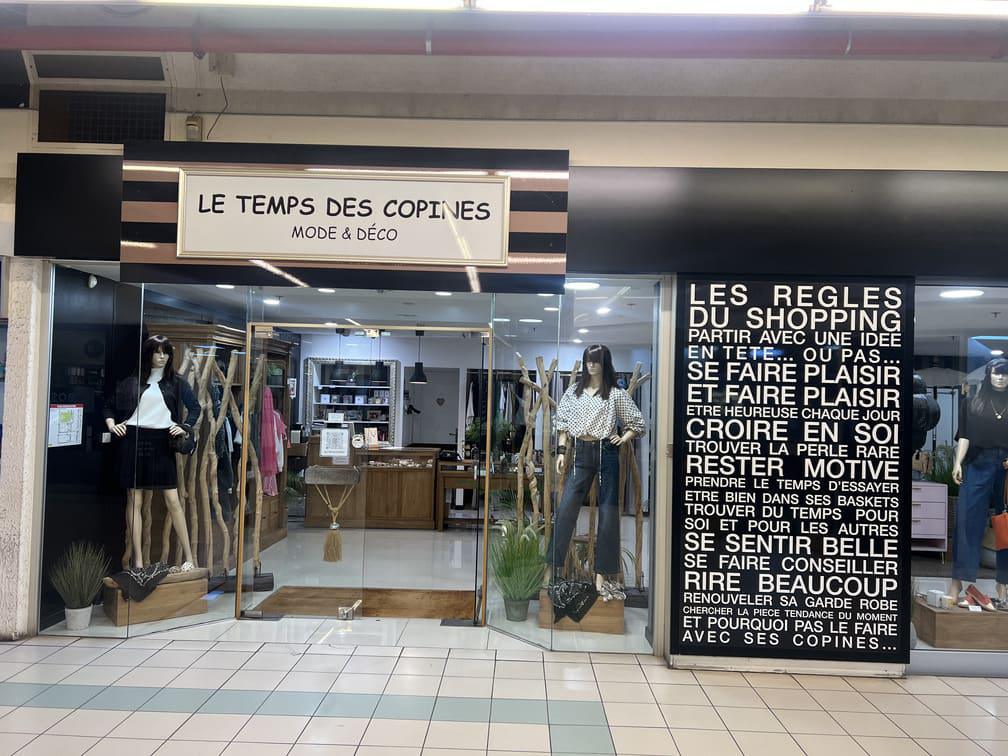 LE TEMPS DES COPINES
MODE & DÉCO
LES REGLES
DU SHOPPING
PARTIR AVEC UNE IDEE
EN TETE... OU PAS...
SE FAIRE PLAISIR
ET FAIRE PLAISIR
ETRE HEUREUSE CHAQUE JOUR
CROIRE EN SOI
TROUVER LA PERLE RARE
RESTER MOTIVE
PRENDRE LE TEMPS D'ESSAYER
ETRE BIEN DANS SES BASKETS
TROUVER DU TEMPS POUR
SOI ET POUR LES AUTRES
SE SENTIR BELLE
SE FAIRE CONSEILLER
RIRE BEAUCOUP
RENOUVELER SA GARDE ROBE
CHERCHER LA PIECE TENDANCE DU MOMENT
ET POURQUOI PAS LE FAIRE
AVEC SES COPINES...